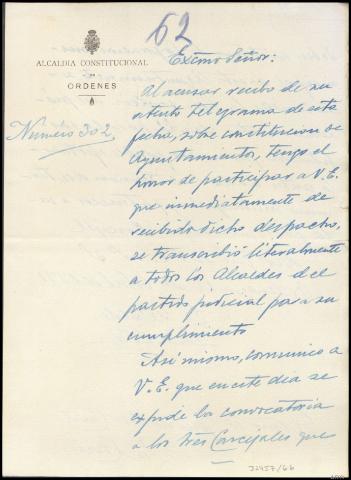 62
ALCALDÍA CONSTITUCIONAL
DE
ORDENES
Número 302.
Excmo Señor:
Al acusar recibo de su
atento telegrama de esta
fecha, sobre constitucion de
Ayuntamientos, tengo el
honor de participar a V.E.
que inmediatamente de
recibido dicho despacho,
se transcribió literalmente
a todos los Alcaldes del
partido judicial para su
cumplimiento
Asi mismo, comunico a
V.E. que en este dia se
expide la convocatoria
a los tres Concejales que
32457/66